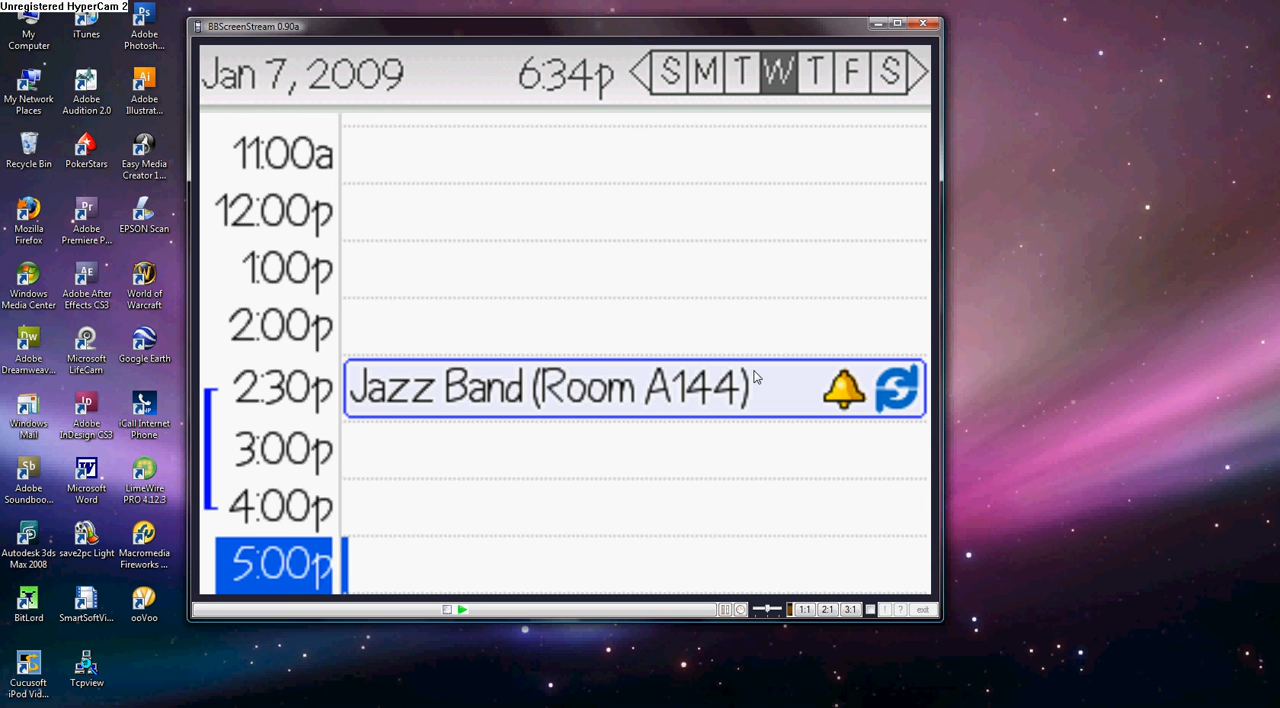 Unregistered HyperCam 2
My
Computer
iTunes
Adobe
Photosh...
My Network
Places
Adobe
Audition 2.0
Adobe
Illustrat...
Recycle Bin
PokerStars
Easy Media
Creator 1...
Mozilla
Firefox
Adobe
Premiere P...
EPSON Scan
Windows
Media Center
Adobe After
Effects CS3
World of
Warcraft
Adobe
Dreamweav...
Microsoft
LifeCam
Google Earth
Windows
Mail
Adobe
InDesign CS3
iCall Internet
Phone
Adobe
Soundboo...
Microsoft
Word
LimeWire
PRO 4.12.3
Autodesk 3ds
Max 2008
save2pc Light
Macromedia
Fireworks ...
BitLord
SmartSoftVi...
ooVoo
Cucusoft
iPod Vid...
Tcpview
BBScreenStream 0.90a
Jan 7, 2009 6:34p S M T W T F S
11:00a
12:00p
1:00p
2:00p
2:30p Jazz Band (Room A144)
3:00p
4:00p
5:00p
1:1 2:1 3:1 ! ? exit